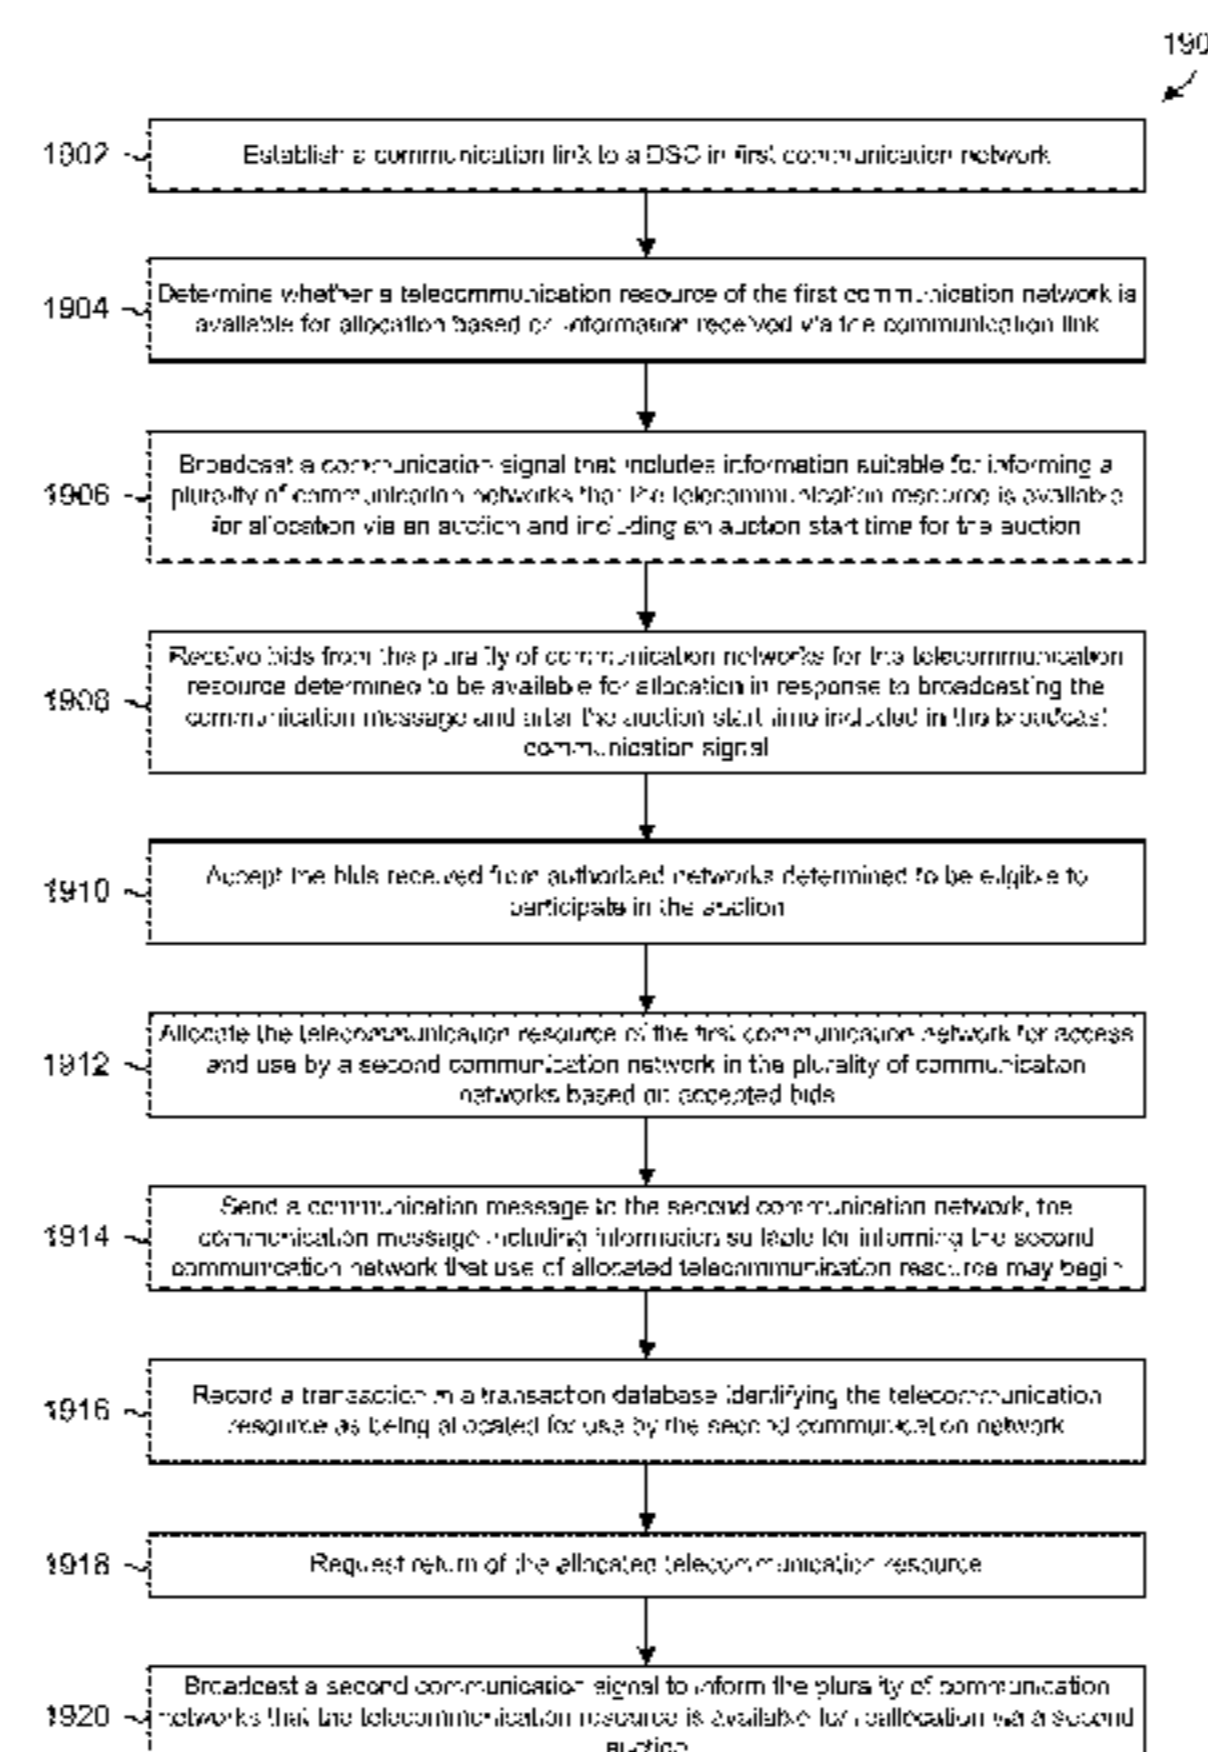 190
1902
Establish a communication link to a DSC in first communication network
1904
Determine whether a telecommunication resource of the first communication network is
available for allocation based on information received via the communication link
1906
Broadcast a communication signal that includes information suitable for informing a
plurality of communication networks that the telecommunication resource is available
for allocation via an auction and including an auction start time for the auction
1908
Receive bids from the plurality of communication networks for the telecommunication
resource determined to be available for allocation in response to broadcasting the
communication message and after the auction start time included in the broadcast
communication signal
1910
Accept the bids received from authorized networks determined to be eligible to
participate in the auction
1912
Allocate the telecommunication resource of the first communication network for access
and use by a second communication network in the plurality of communication
networks based on accepted bids
1914
Send a communication message to the second communication network, the
communication message including information suitable for informing the second
communication network that use of allocated telecommunication resource may begin
1916
Record a transaction in a transaction database identifying the telecommunication
resource as being allocated for use by the second communication network
1918
Request return of the allocated telecommunication resource
1920
Broadcast a second communication signal to inform the plurality of communication
networks that the telecommunication resource is available for reallocation via a second
auction